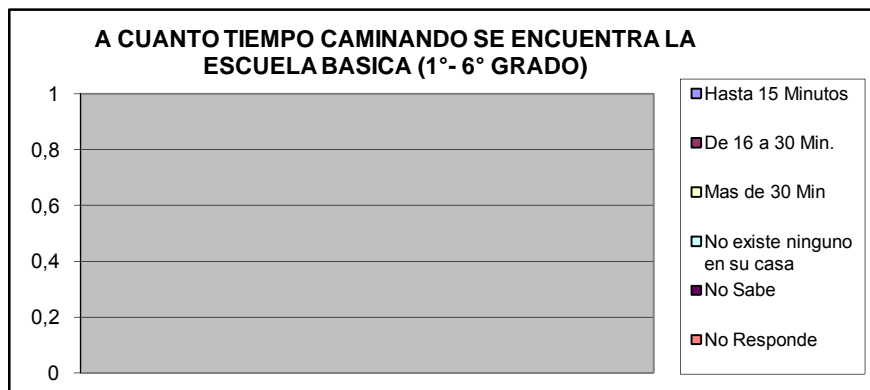 A CUANTO TIEMPO CAMINANDO SE ENCUENTRA LA
ESCUELA BASICA (1°- 6° GRADO)
1
0,8
0,6
0,4
0,2
0
Hasta 15 Minutos
De 16 a 30 Min.
Mas de 30 Min
No existe ninguno
en su casa
No Sabe
No Responde